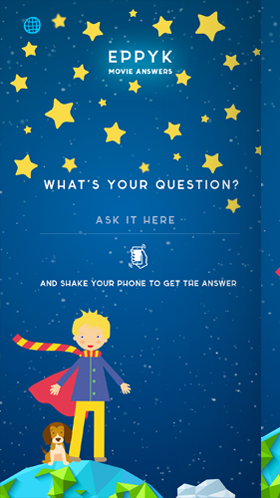 EPPYK
MOVIE ANSWERS
WHAT'S YOUR QUESTION?
ASK IT HERE
AND SHAKE YOUR PHONE TO GET THE ANSWER